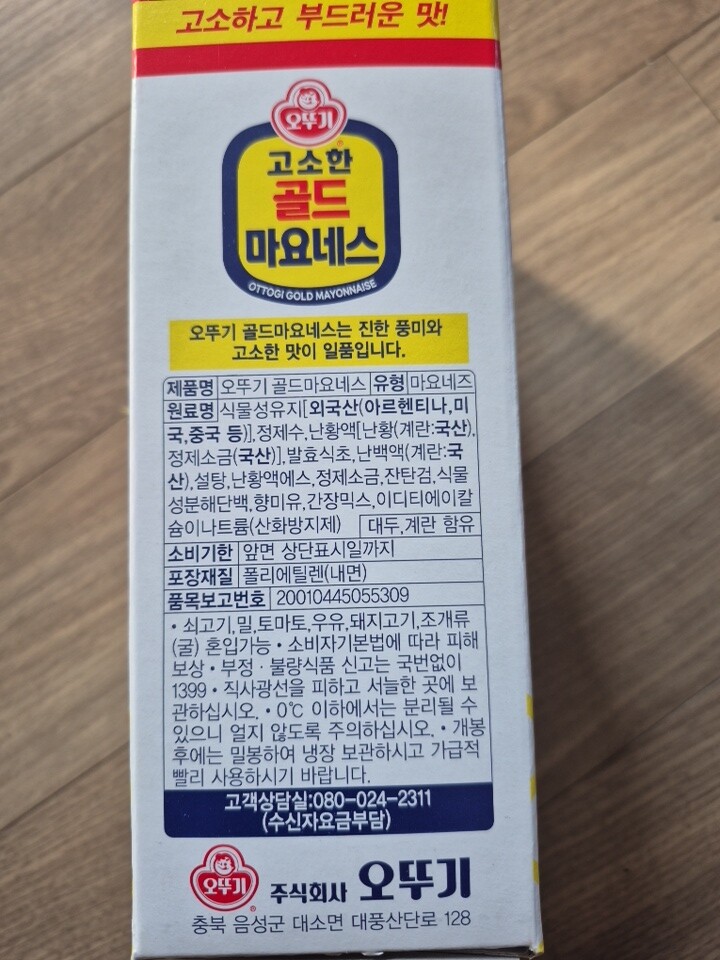 고소하고 부드러운 맛!
오뚜기
고소한
골드
마요네스
OTTOGI GOLD MAYONNAISE
오뚜기 골드마요네스는 진한 풍미와
고소한 맛이 일품입니다.
제품명 오뚜기 골드마요네스 유형 마요네즈
원료명 식물성유지[외국산(아르헨티나,미
국,중국 등)],정제수,난황액[난황(계란:국산),
정제소금(국산)],발효식초,난백액(계란:국
산),설탕,난황액에스,정제소금,잔탄검,식물
성분해단백,향미유,간장믹스,이디티에이칼
슘이나트륨(산화방지제) 대두,계란 함유
소비기한 앞면 상단표시일까지
포장재질 폴리에틸렌(내면)
품목보고번호 20010445055309
• 쇠고기,밀,토마토,우유,돼지고기,조개류
(굴) 혼입가능 • 소비자기본법에 따라 피해
보상 • 부정·불량식품 신고는 국번없이
1399 • 직사광선을 피하고 서늘한 곳에 보
관하십시오. • 0℃ 이하에서는 분리될 수
있으니 얼지 않도록 주의하십시오. • 개봉
후에는 밀봉하여 냉장 보관하시고 가급적
빨리 사용하시기 바랍니다.
고객상담실:080-024-2311
(수신자요금부담)
오뚜기 주식회사 오뚜기
충북 음성군 대소면 대풍산단로 128